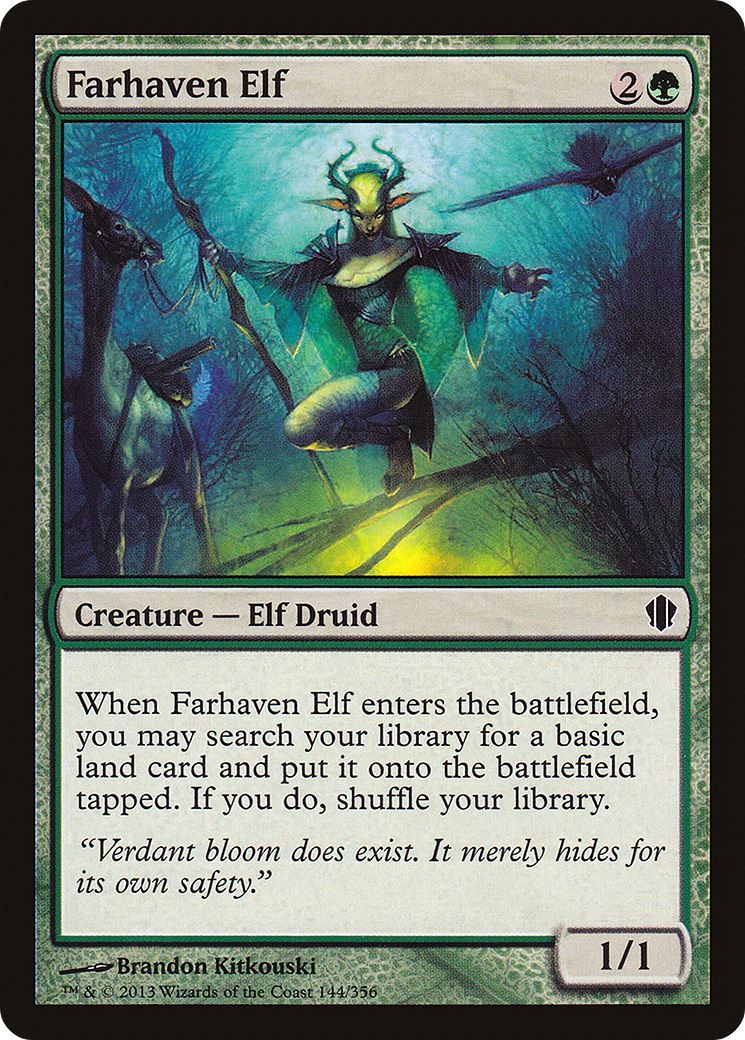 Farhaven Elf
2
Creature — Elf Druid
When Farhaven Elf enters the battlefield,
you may search your library for a basic
land card and put it onto the battlefield
tapped. If you do, shuffle your library.
“Verdant bloom does exist. It merely hides for
its own safety.”
1/1
Brandon Kitkouski
™ & © 2013 Wizards of the Coast 144/356